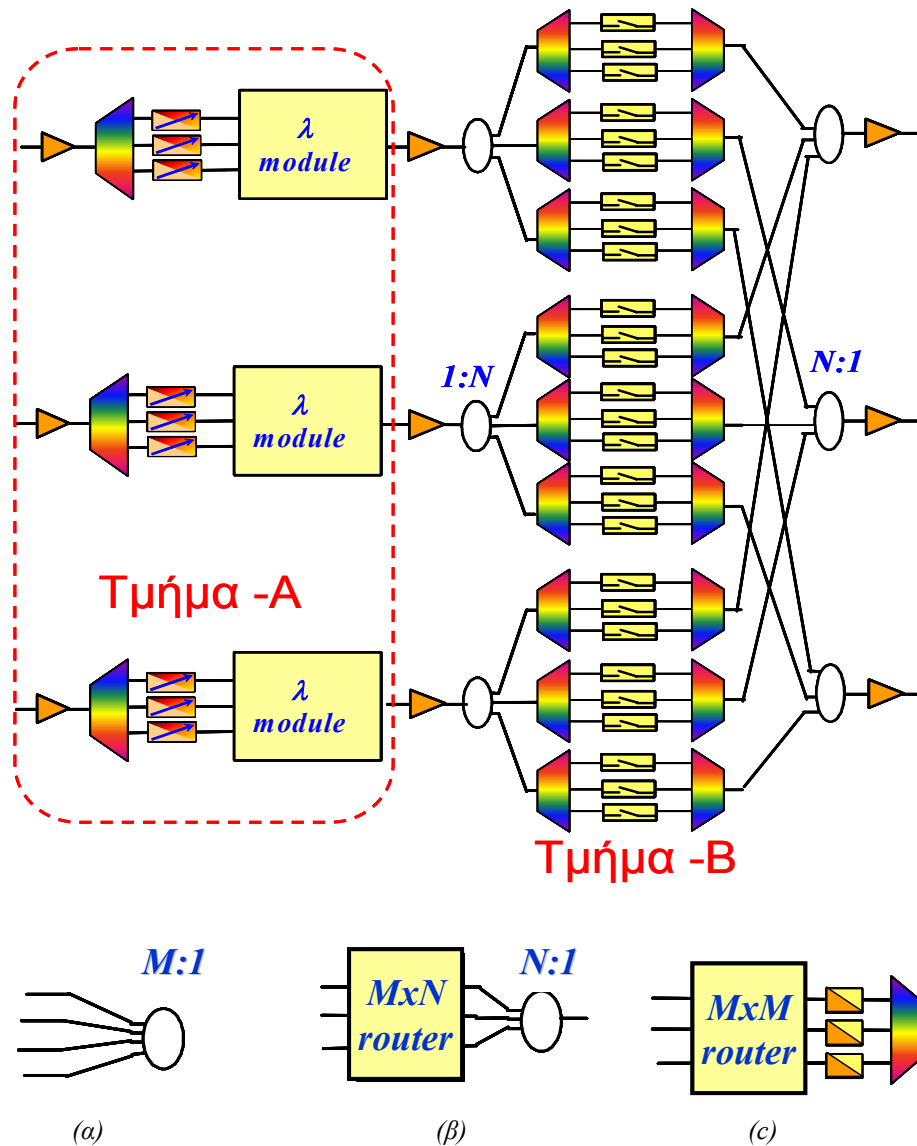 λ
module
1:N
N:1
λ
module
Τμήμα -Α
λ
module
Τμήμα -Β
M:1
MxN
router
N:1
MxM
router
(α)
(β)
(c)